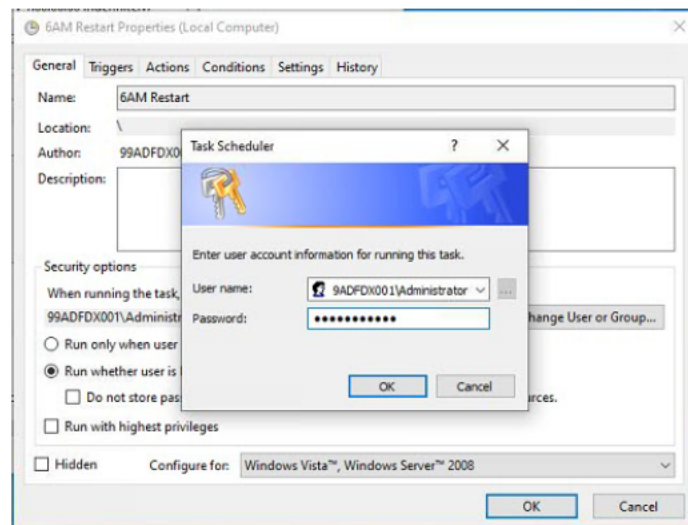 6AM Restart Properties (Local Computer)
General Triggers Actions Conditions Settings History
Name: 6AM Restart
Location: \
Author: 99ADFDX0
Description:
Task Scheduler ?
Enter user account information for running this task.
User name: 9ADFDX001\Administrator ...
Password: ●●●●●●●●●●●
OK Cancel
Security options
When running the task,
99ADFDX001\Administr hange User or Group...
Run only when user
Run whether user is
Do not store pas urces.
Run with highest privileges
Hidden Configure for: Windows Vista™, Windows Server™ 2008
OK Cancel